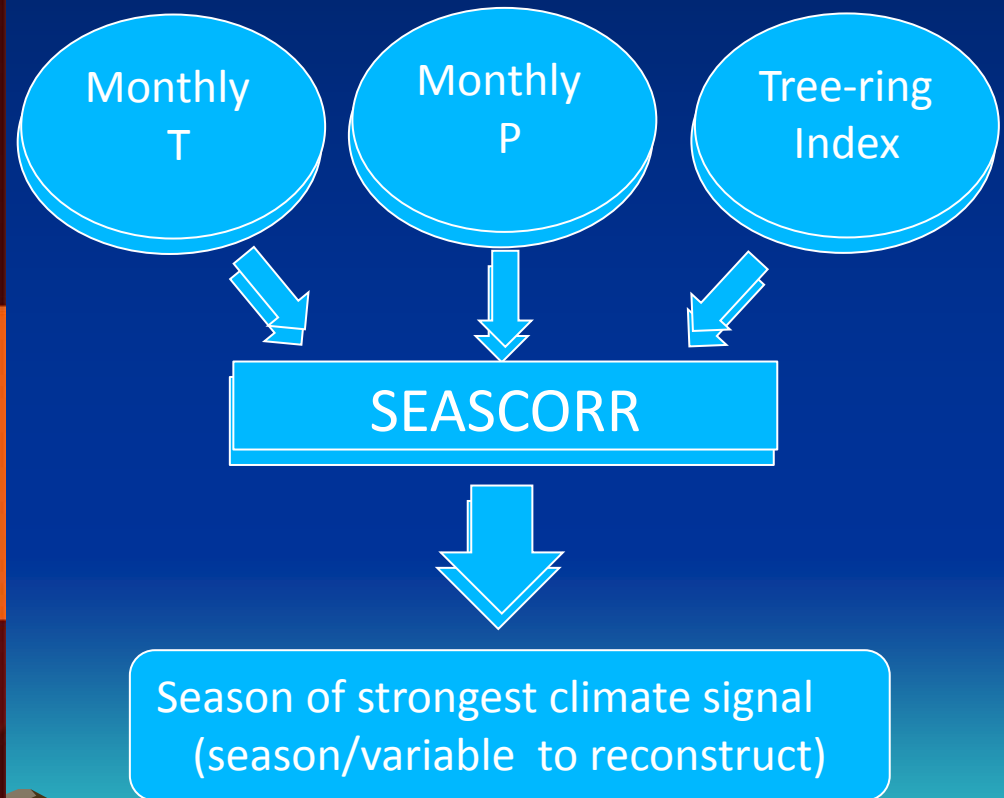 Monthly
T
Monthly
P
Tree-ring
Index
SEASCORR
Season of strongest climate signal
(season/variable to reconstruct)